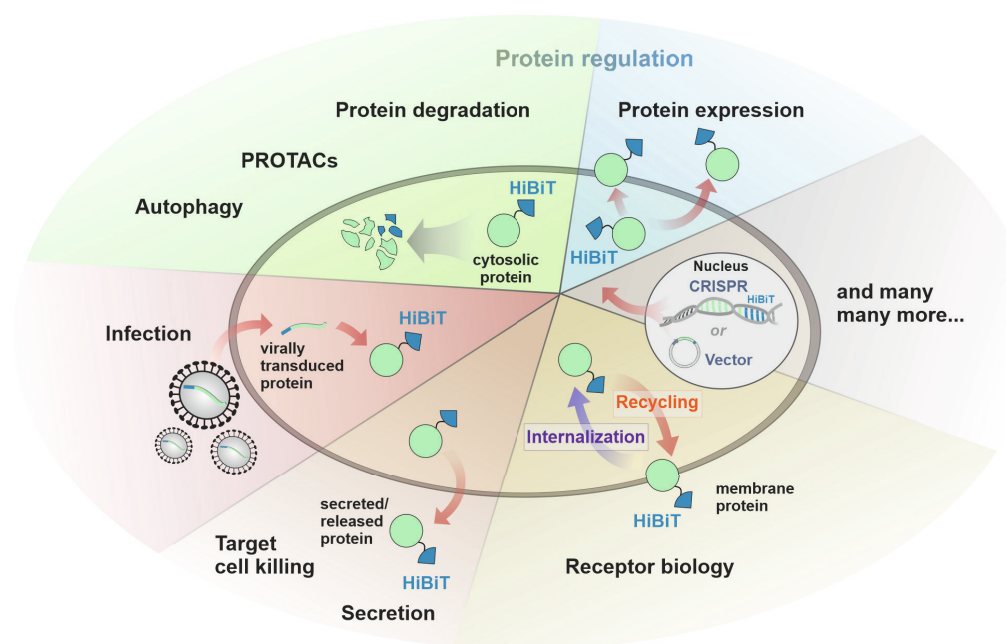 Protein regulation
Protein degradation
Protein expression
PROTACs
Autophagy
HiBiT
cytosolic
protein
HiBiT
Nucleus
CRISPR
HiBiT
or
Vector
and many
many more...
Infection
virally
transduced
protein
HiBiT
Recycling
Internalization
membrane
protein
HiBiT
secreted/
released
protein
HiBiT
Target
cell killing
Secretion
Receptor biology